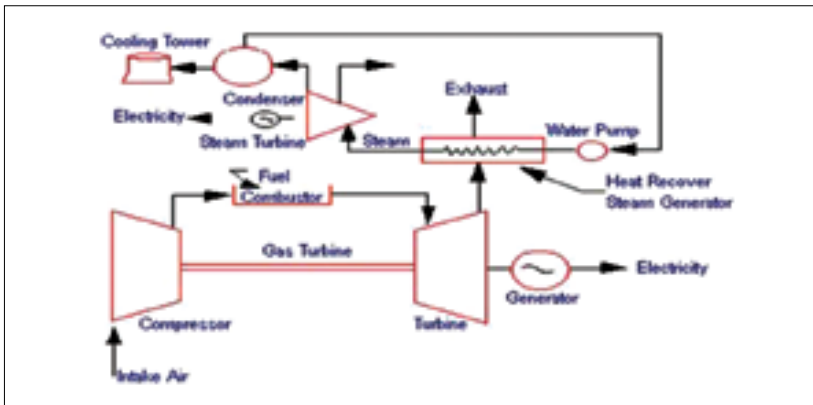 Cooling Tower
Condenser
Exhaust
Electricity
Steam Turbine
Steam
Water Pump
Fuel
Combustor
Heat Recover
Steam Generator
Gas Turbine
Electricity
Generator
Compressor
Turbine
Intake Air